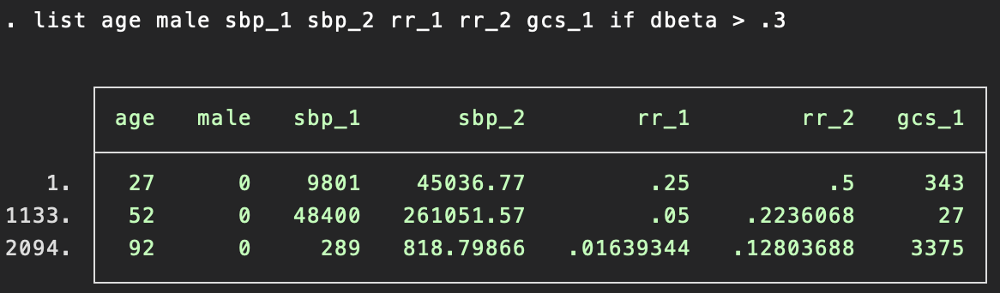 . list age male sbp_1 sbp_2 rr_1 rr_2 gcs_1 if dbeta > .3
age male sbp_1 sbp_2 rr_1 rr_2 gcs_1
1. 27 0 9801 45036.77 .25 .5 343
1133. 52 0 48400 261051.57 .05 .2236068 27
2094. 92 0 289 818.79866 .01639344 .12803688 3375